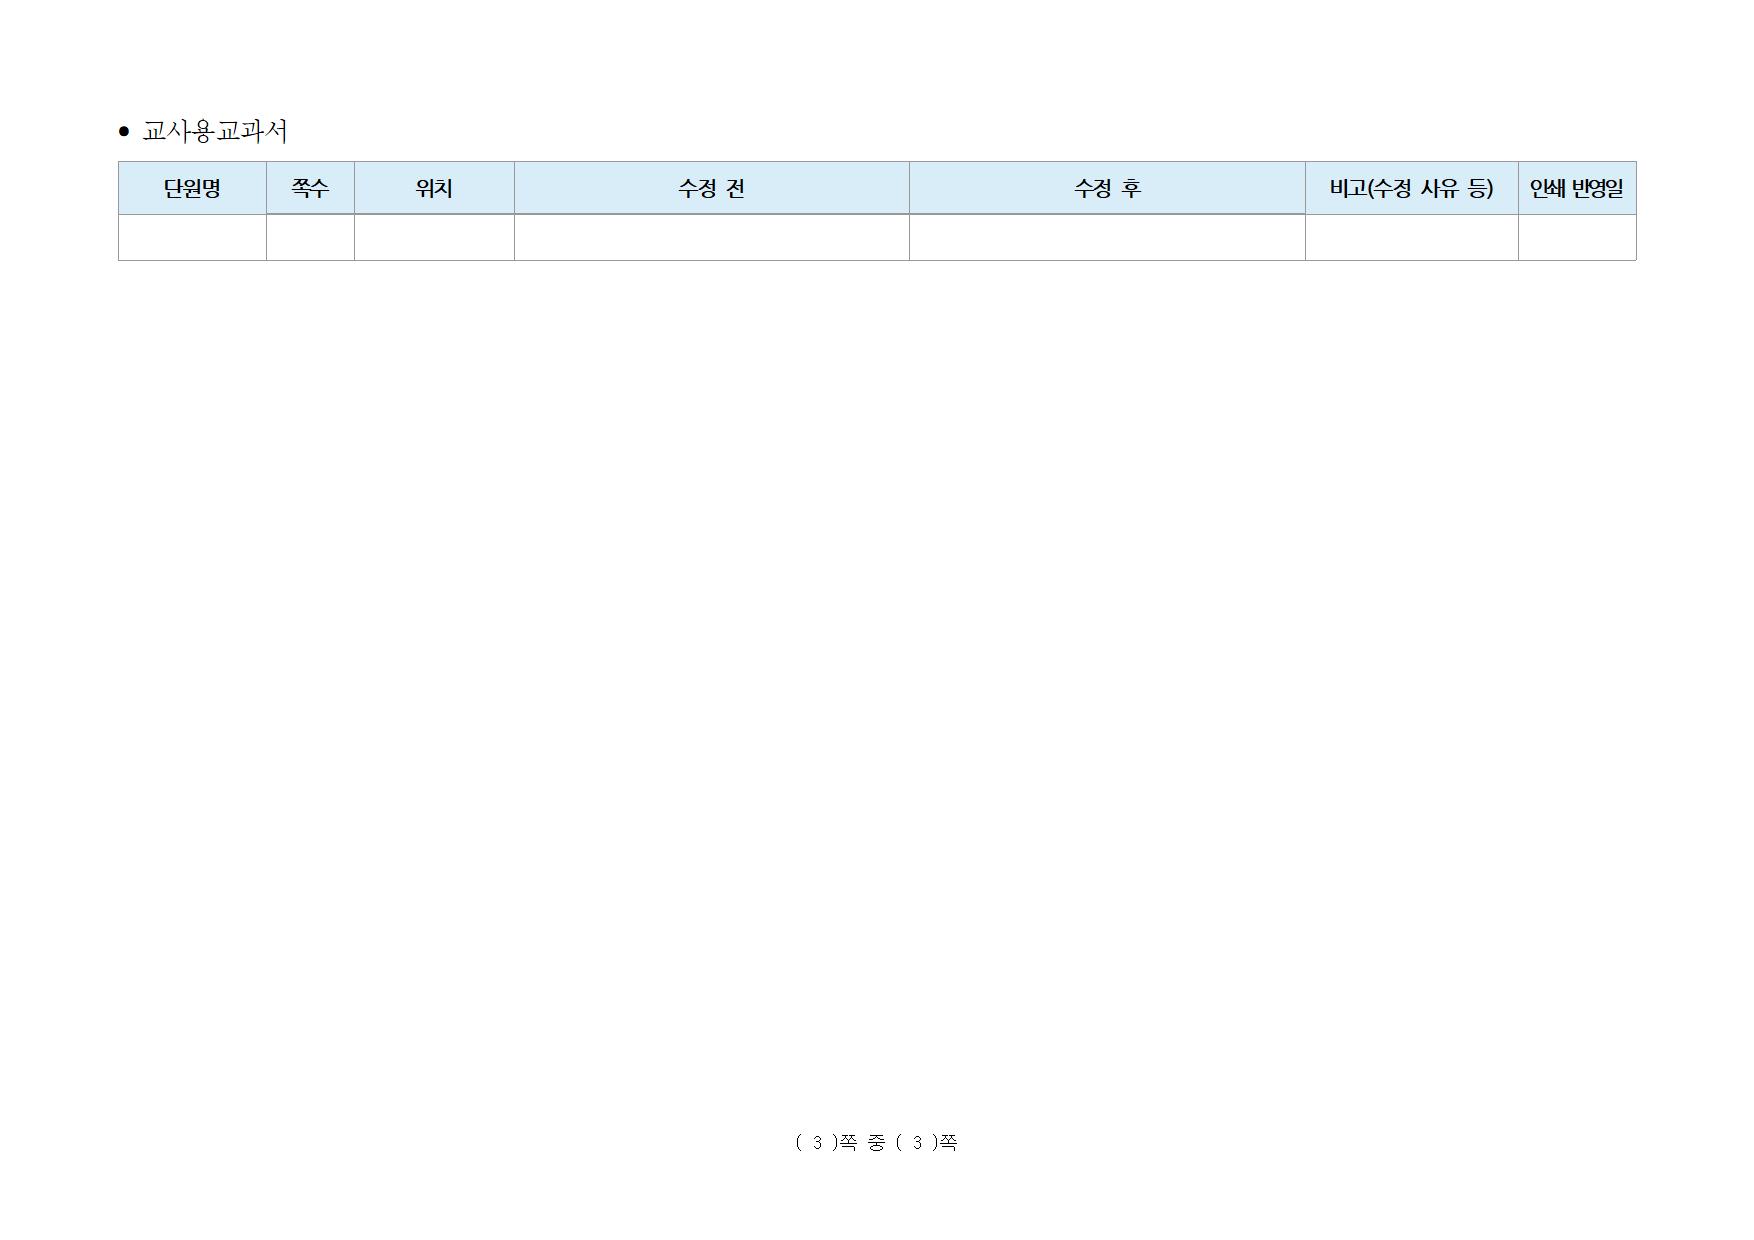 ● 교사용교과서
단원명 쪽수 위치 수정 전 수정 후 비고(수정 사유 등) 인쇄 반영일
( 3 )쪽 중 ( 3 )쪽